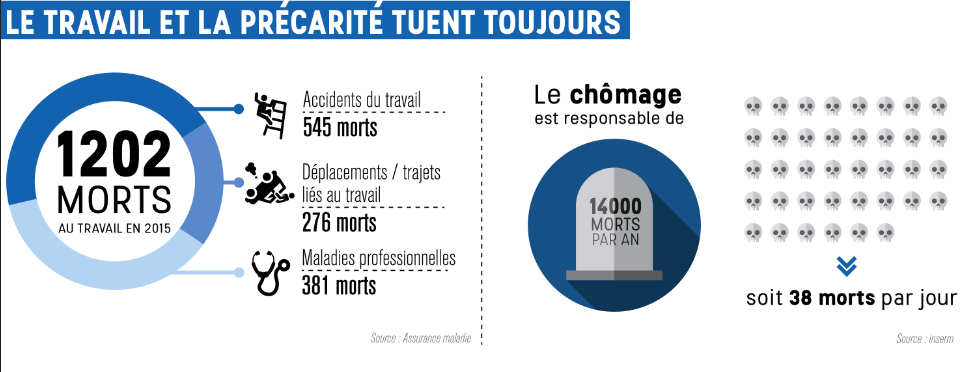 LE TRAVAIL ET LA PRÉCARITÉ TUENT TOUJOURS
1202
MORTS
AU TRAVAIL EN 2015
Accidents du travail
545 morts
Déplacements / trajets
liés au travail
276 morts
Maladies professionnelles
381 morts
Source : Assurance maladie
Le chômage
est responsable de
14000
MORTS
PAR AN
soit 38 morts par jour
Source : inserm